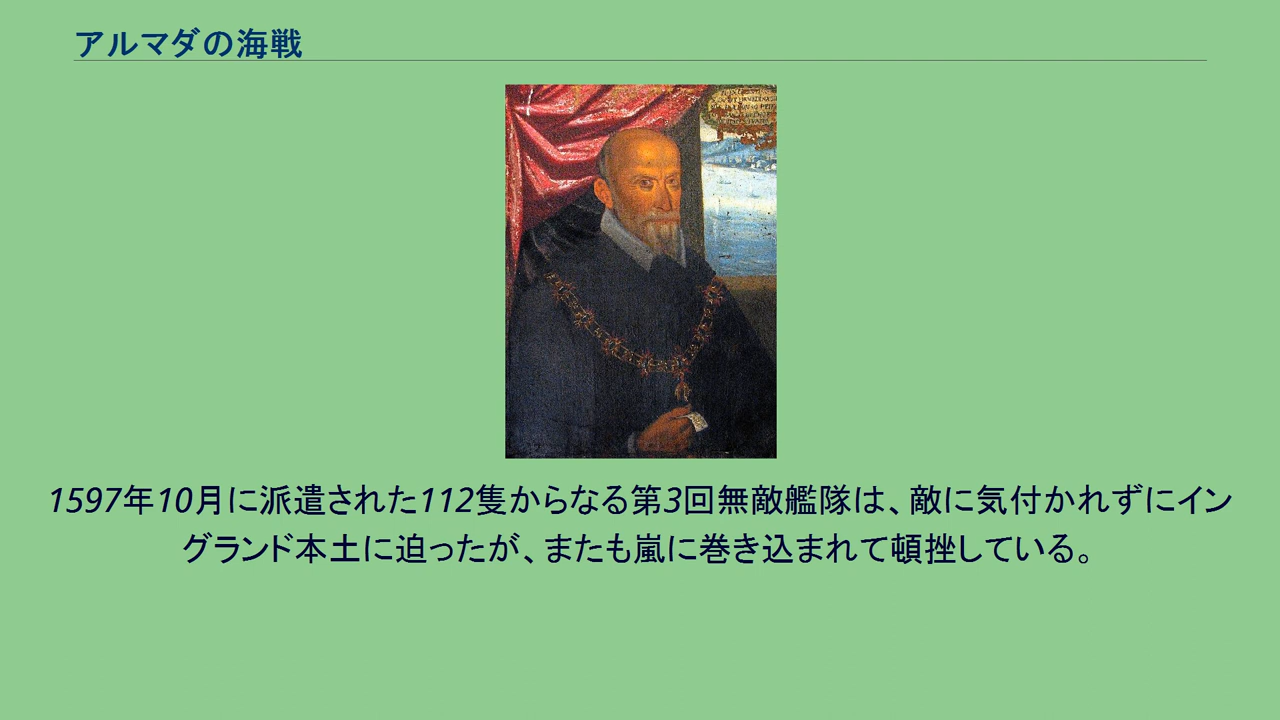 アルマダの海戦
1597年10月に派遣された112隻からなる第3回無敵艦隊は、敵に気付かれずにイン
グランド本土に迫ったが、またも嵐に巻き込まれて頓挫している。